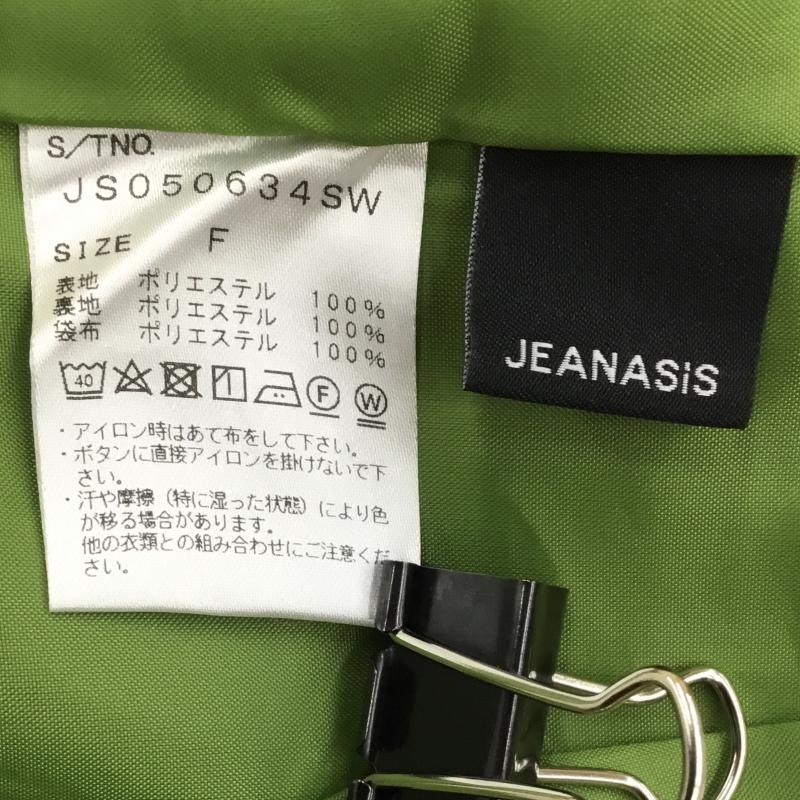 S/TNO.
JS050634SW
SIZE F
表地 ポリエステル 100%
裏地 ポリエステル 100%
袋布 ポリエステル 100%
40 F W
・アイロン時はあて布をして下さい。
・ボタンに直接アイロンを掛けないで下
さい。
・汗や摩擦（特に湿った状態）により色
が移る場合があります。
他の衣類との組み合わせにご注意くだ
さい。
JEANASiS